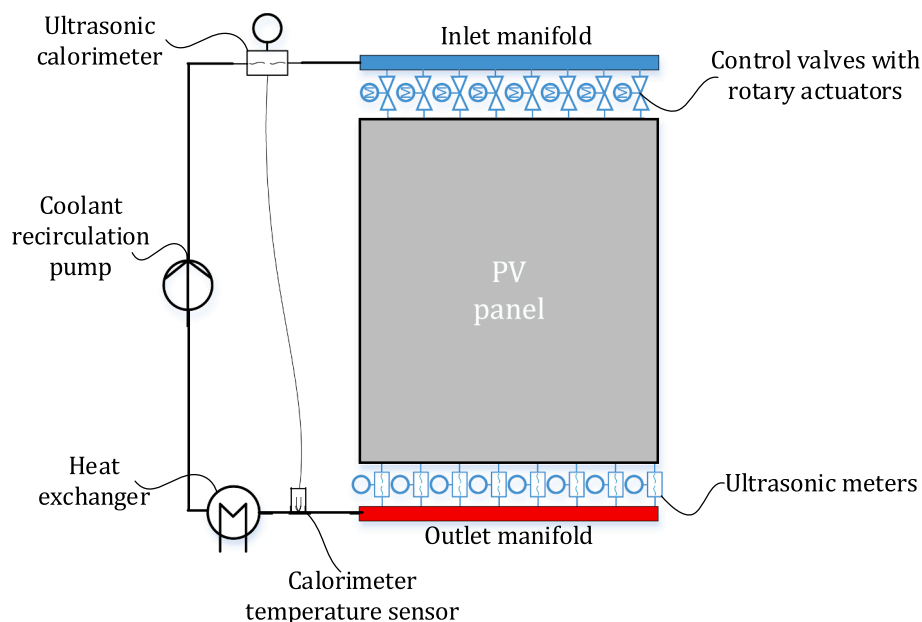 Ultrasonic
calorimeter
Inlet manifold
Control valves with
rotary actuators
M M M M M M M M
Coolant
recirculation
pump
PV
panel
Heat
exchanger
Ultrasonic meters
Outlet manifold
Calorimeter
temperature sensor